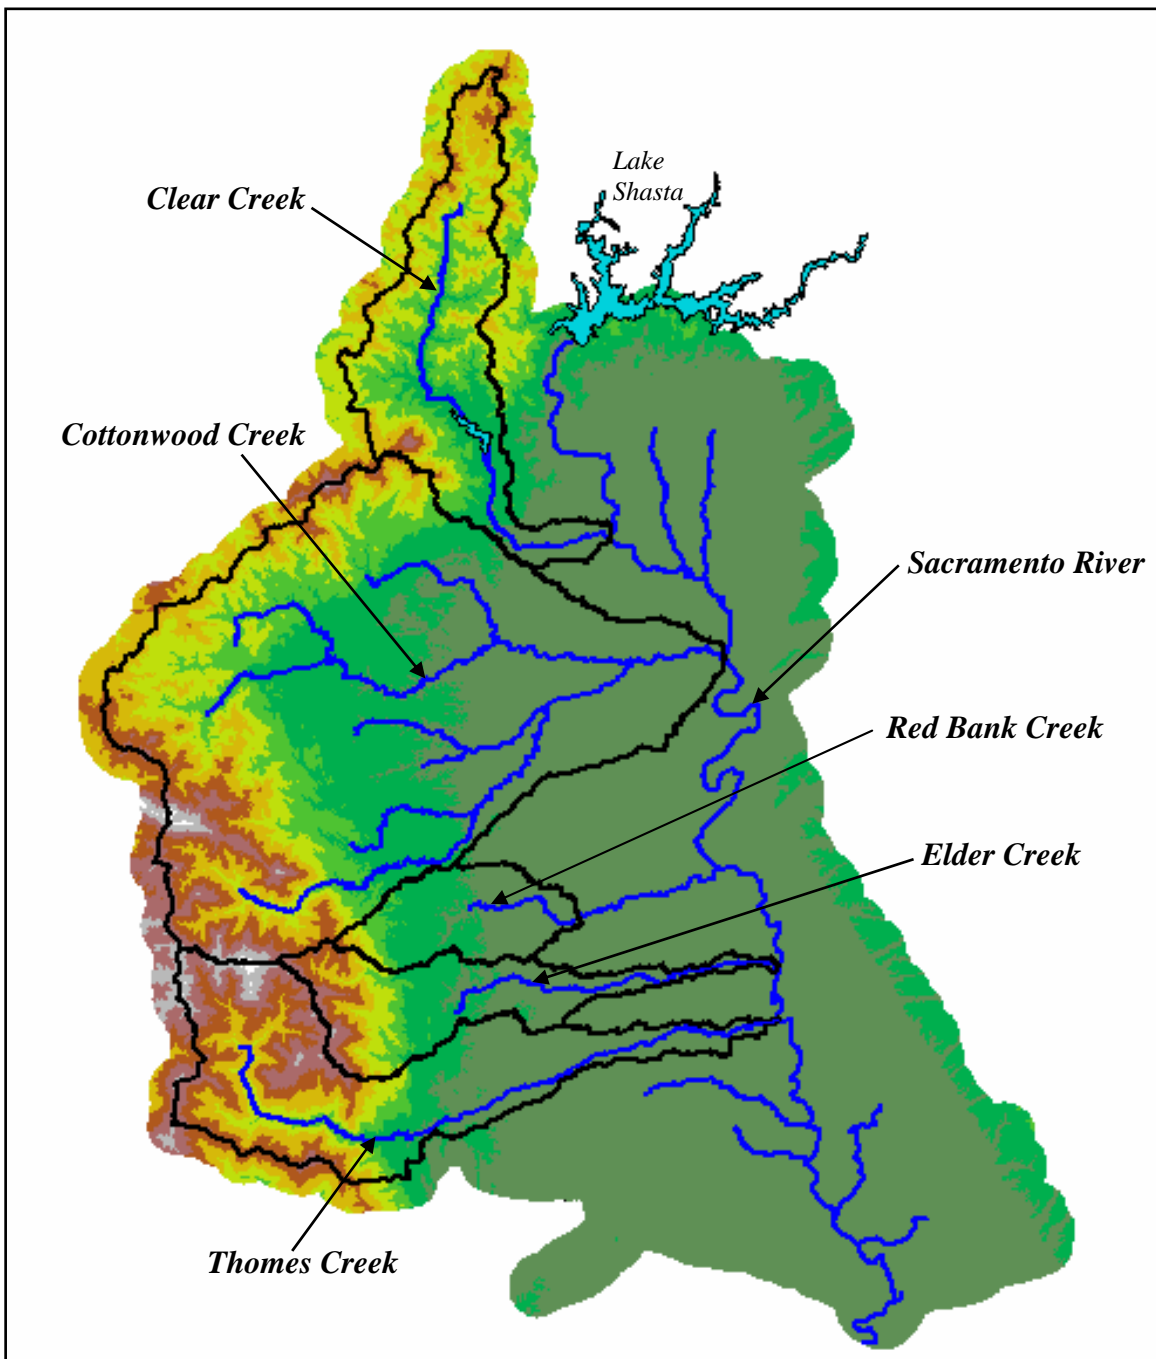 Lake
Shasta
Clear Creek
Cottonwood Creek
Sacramento River
Red Bank Creek
Elder Creek
Thomes Creek